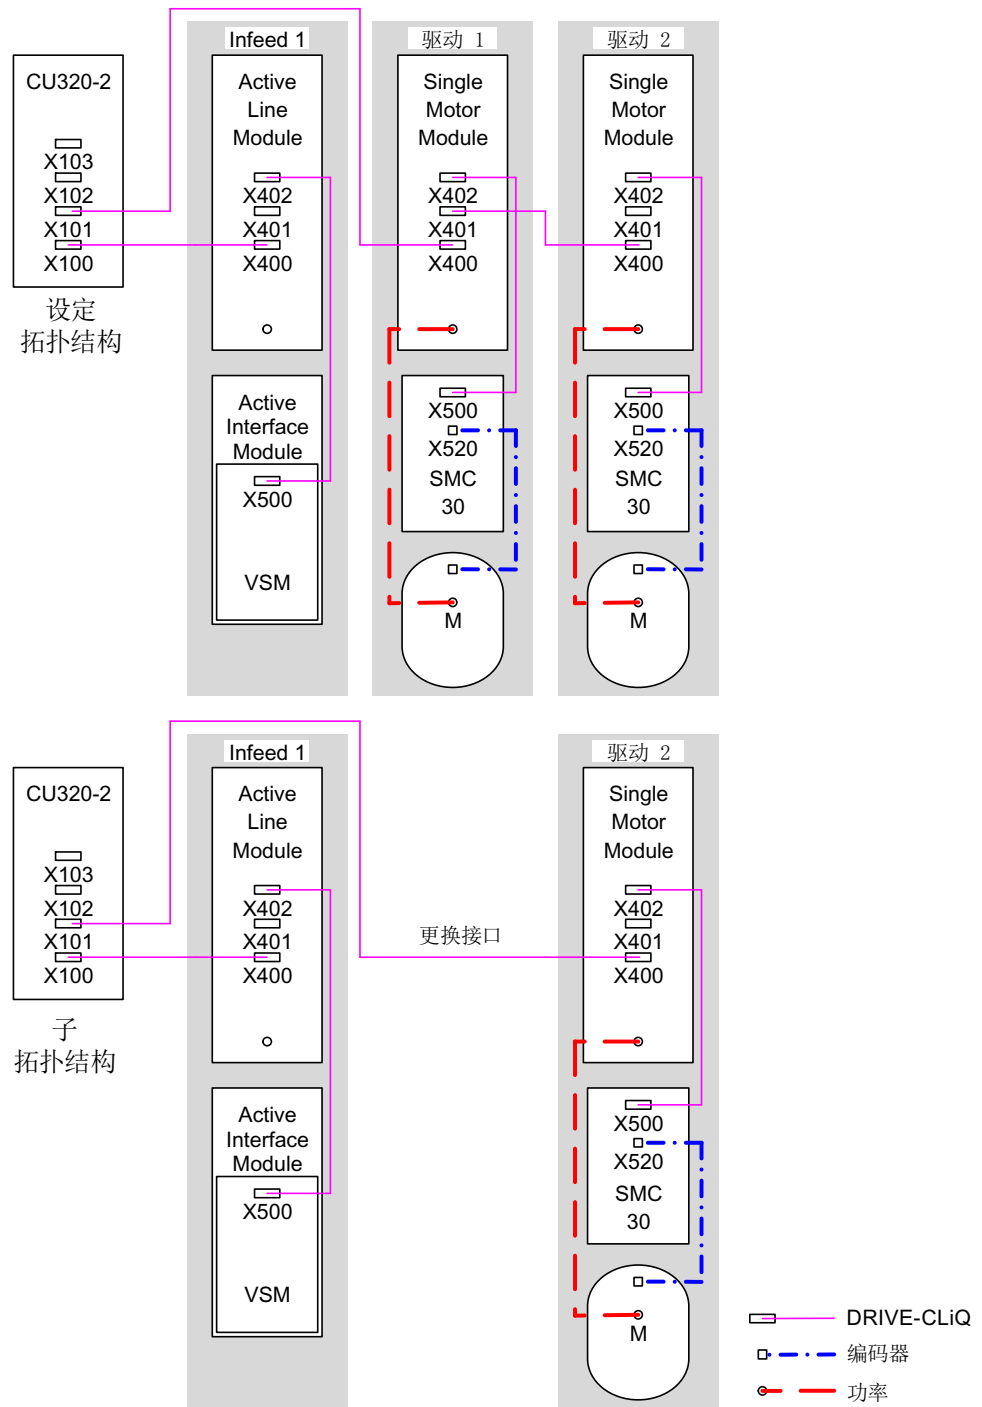 Infeed 1
驱动 1
驱动 2
CU320-2
X103
X102
X101
X100
设定
拓扑结构
Active
Line
Module
X402
X401
X400
Active
Interface
Module
X500
VSM
Single
Motor
Module
X402
X401
X400
X500
X520
SMC
30
M
Single
Motor
Module
X402
X401
X400
X500
X520
SMC
30
M
Infeed 1
驱动 2
CU320-2
X103
X102
X101
X100
子
拓扑结构
Active
Line
Module
X402
X401
X400
Active
Interface
Module
X500
VSM
更换接口
Single
Motor
Module
X402
X401
X400
X500
X520
SMC
30
M
DRIVE-CLiQ
编码器
功率